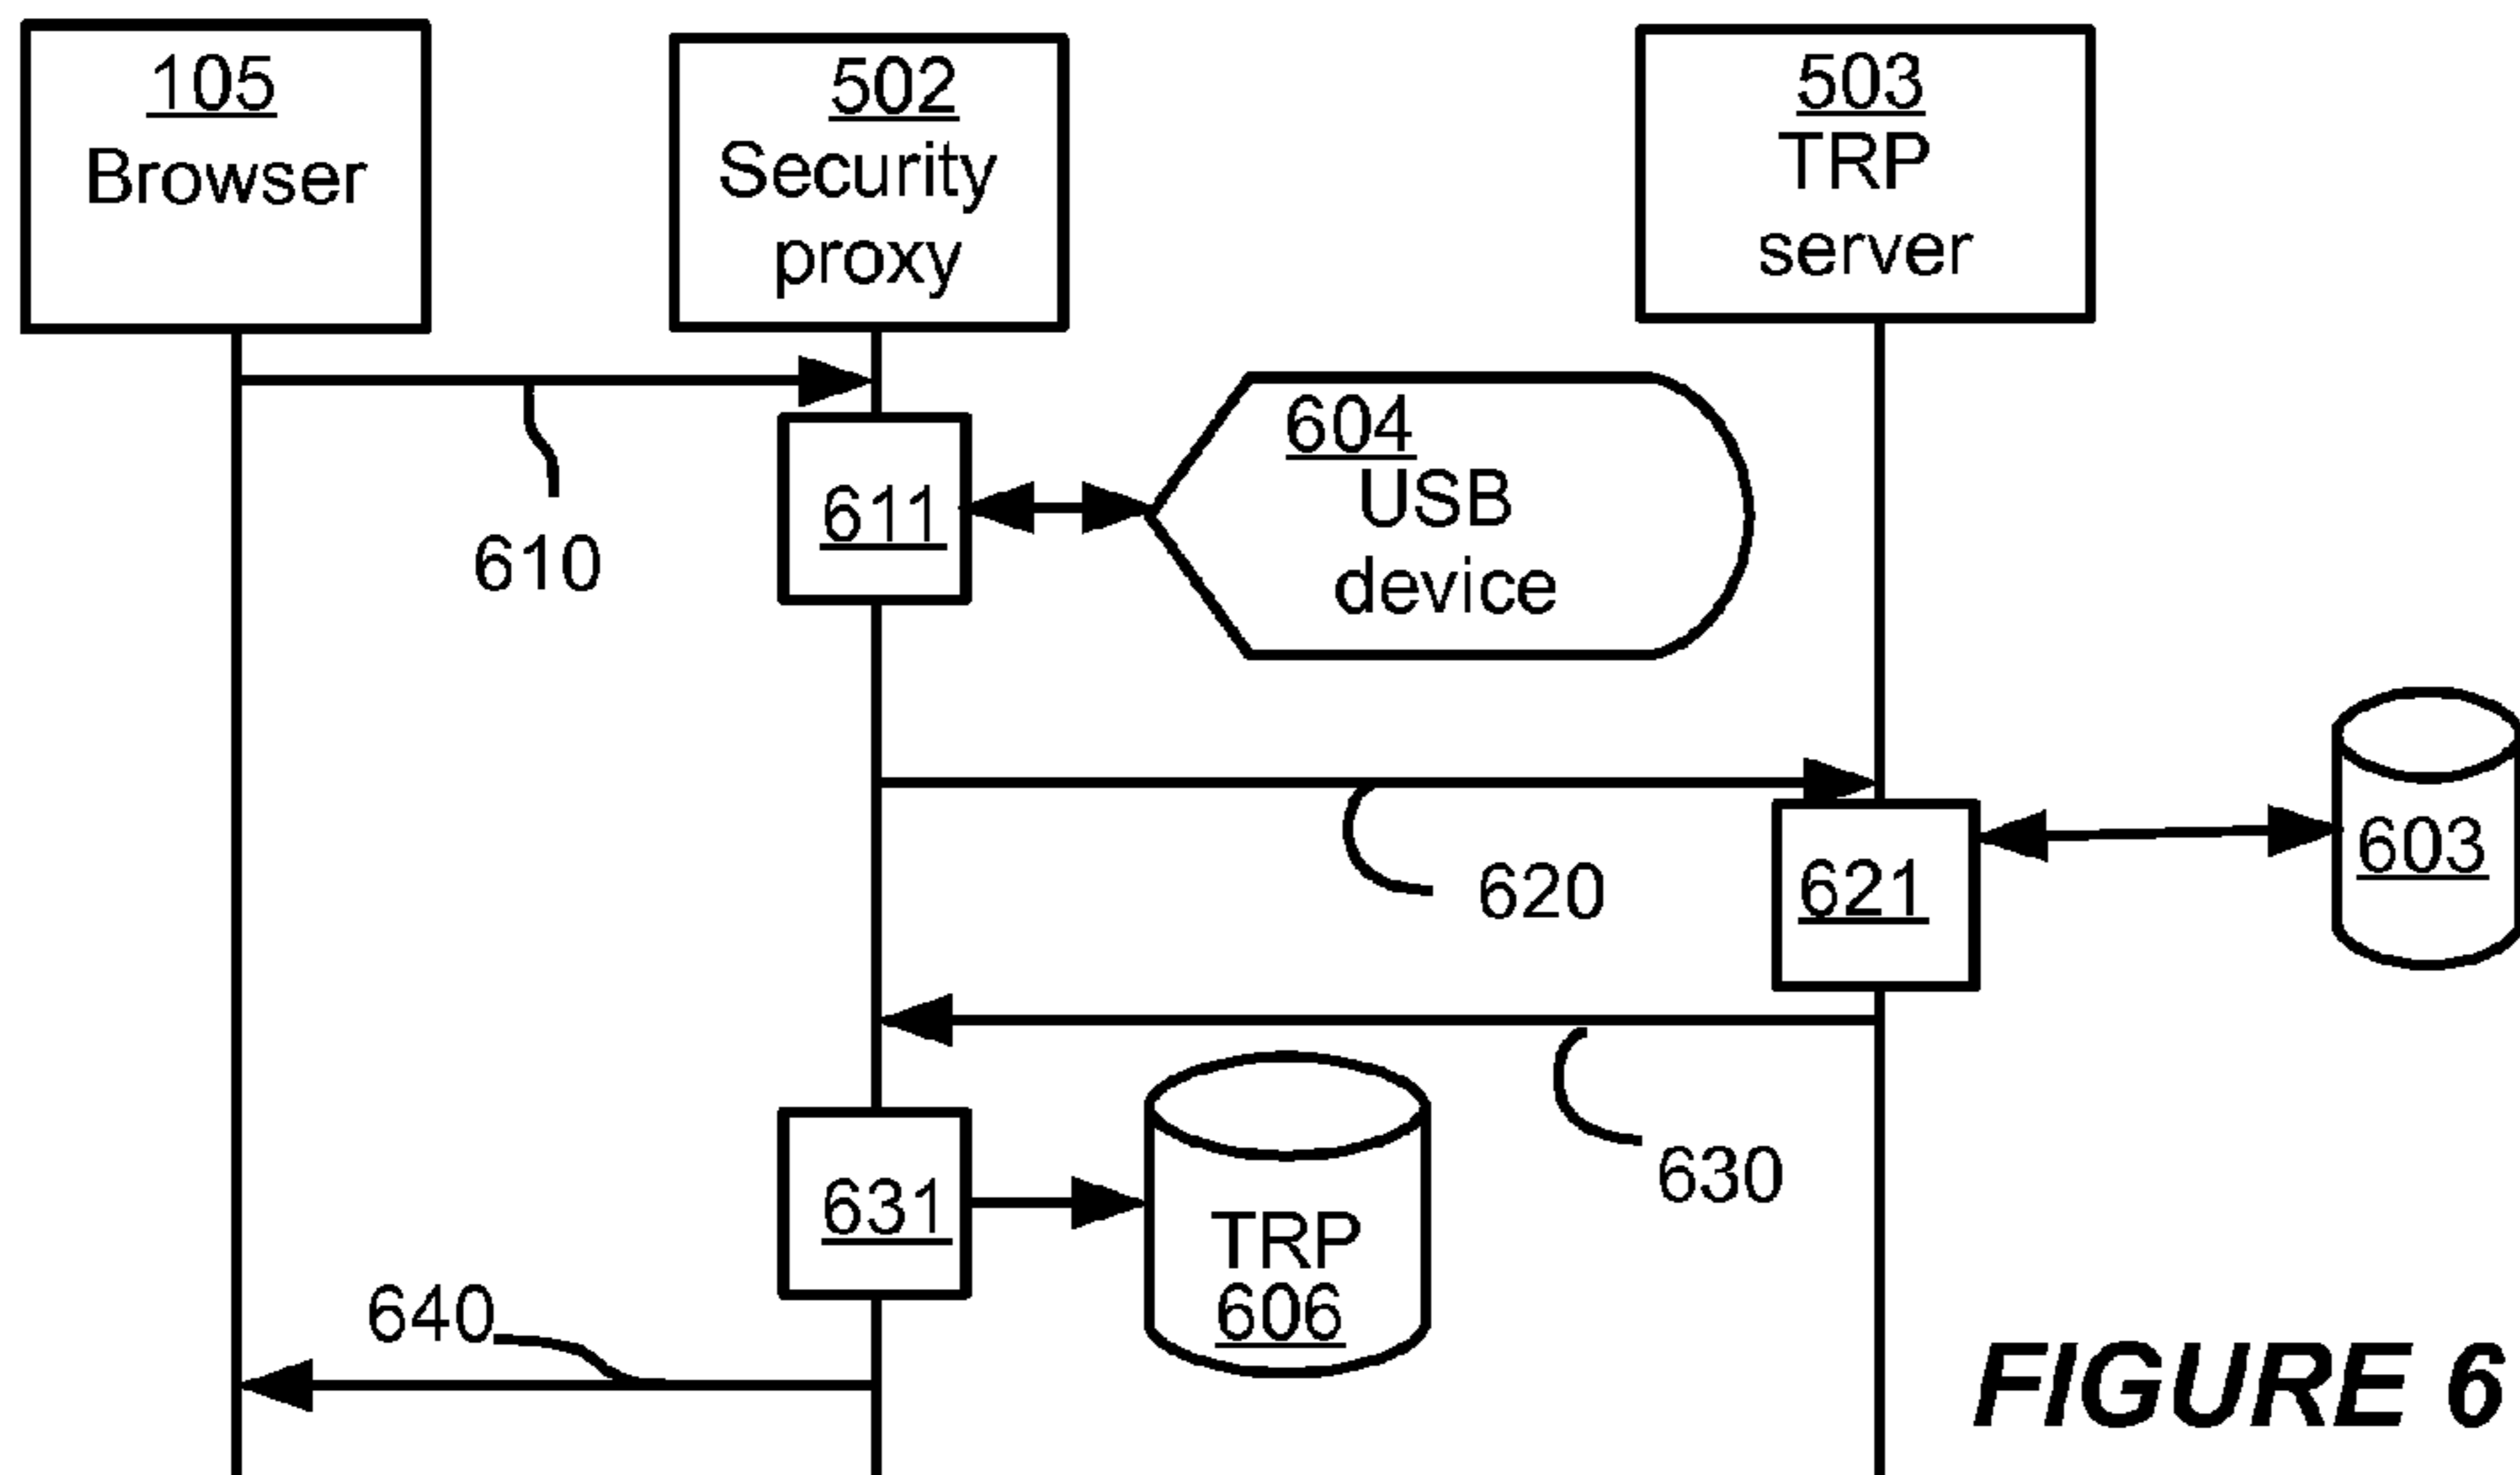 105
Browser
502
Security
proxy
503
TRP
server
610
611
604
USB
device
620
621
603
630
631
TRP
606
640
FIGURE 6